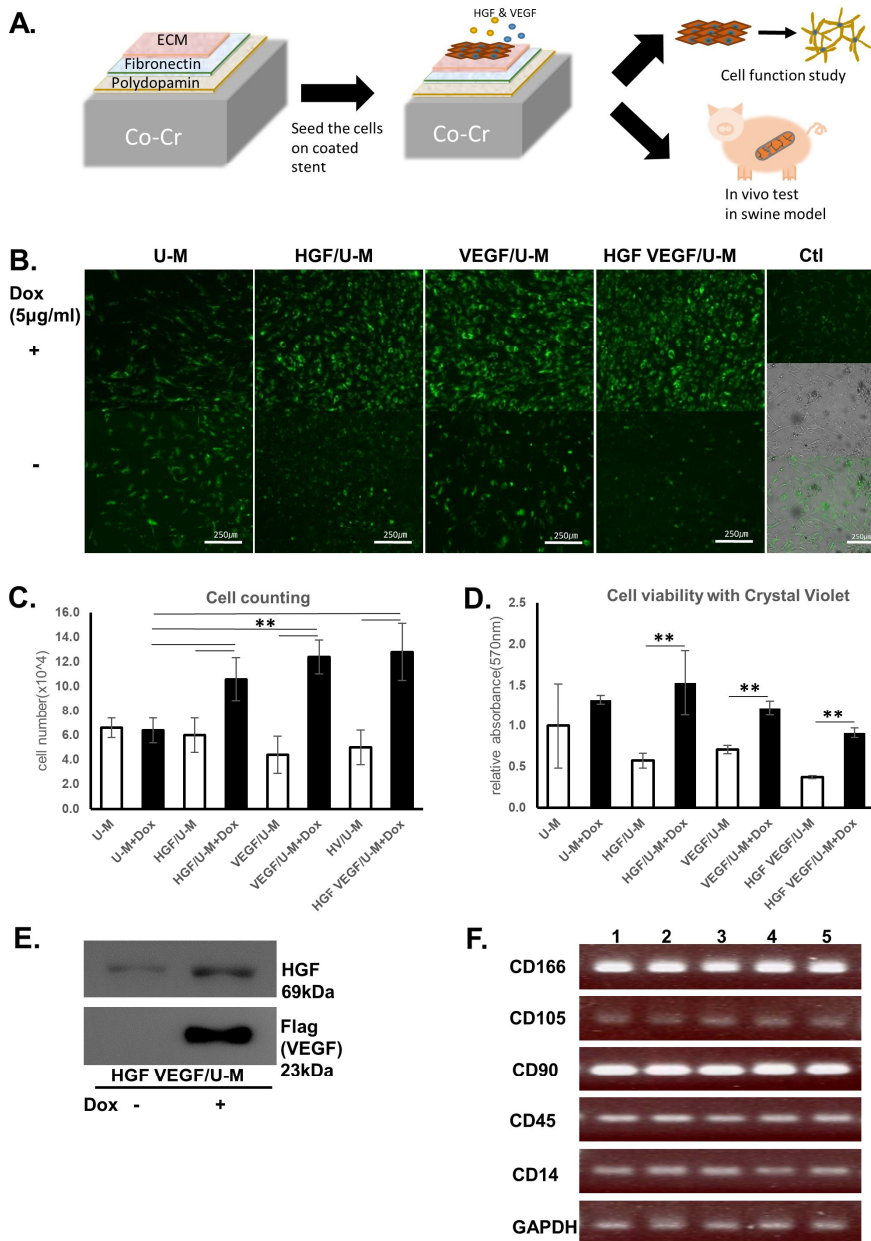 A.
HGF & VEGF
ECM
Fibronectin
Polydopamin
Co-Cr
Seed the cells
on coated
stent
Co-Cr
Cell function study
In vivo test
in swine model
B.
U-M
HGF/U-M
VEGF/U-M
HGF VEGF/U-M
Ctl
Dox
(5µg/ml)
+
-
250µm
250µm
250µm
250µm
250µm
C.
Cell counting
cell number(x10^4)
16.0
14.0
12.0
10.0
8.0
6.0
4.0
2.0
0.0
**
U-M
U-M+Dox
HGF/U-M
HGF/U-M+Dox
VEGF/U-M
VEGF/U-M+Dox
HV/U-M
HGF VEGF/U-M+Dox
D.
Cell viability with Crystal Violet
relative absorbance(570nm)
2.5
2.0
1.5
1.0
0.5
0.0
**
**
**
U-M
U-M+Dox
HGF/U-M
HGF/U-M+Dox
VEGF/U-M
VEGF/U-M+Dox
HGF VEGF/U-M
HGF VEGF/U-M+Dox
E.
HGF
69kDa
Flag
(VEGF)
23kDa
HGF VEGF/U-M
Dox - +
F.
1 2 3 4 5
CD166
CD105
CD90
CD45
CD14
GAPDH